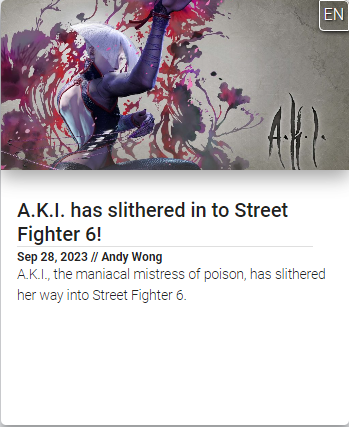 EN
A.K.I.
A.K.I. has slithered in to Street
Fighter 6!
Sep 28, 2023 // Andy Wong
A.K.I., the maniacal mistress of poison, has slithered
her way into Street Fighter 6.